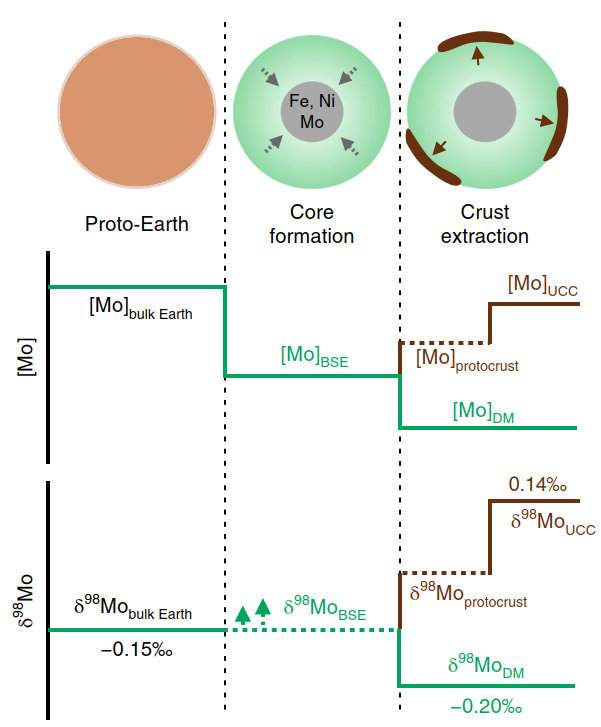 Fe, Ni
Mo
Proto-Earth
Core
formation
Crust
extraction
[Mo]
[Mo]bulk Earth
[Mo]BSE
[Mo]UCC
[Mo]protocrust
[Mo]DM
δ98Mo
δ98Mobulk Earth
−0.15‰
δ98MoBSE
0.14‰
δ98MoUCC
δ98Moprotocrust
δ98MoDM
−0.20‰